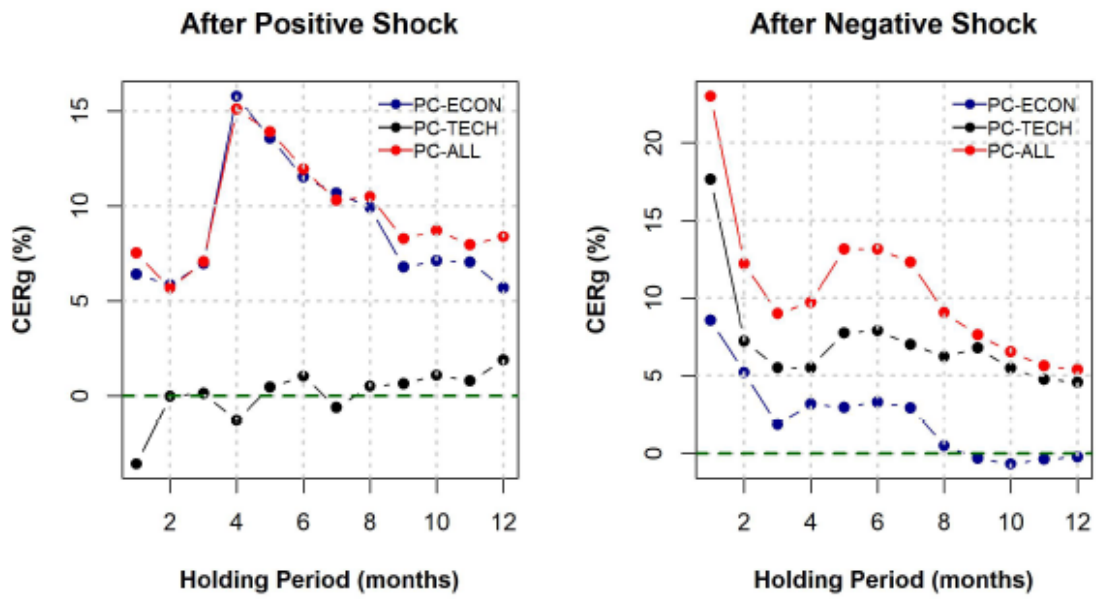 After Positive Shock
CERg (%)
15
10
5
0
PC-ECON
PC-TECH
PC-ALL
2 4 6 8 10 12
Holding Period (months)
After Negative Shock
CERg (%)
20
15
10
5
0
PC-ECON
PC-TECH
PC-ALL
2 4 6 8 10 12
Holding Period (months)